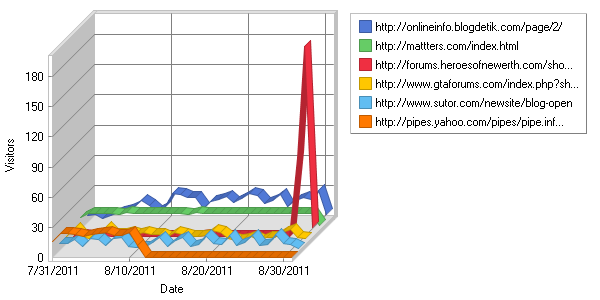 http://onlineinfo.blogdetik.com/page/2/
http://mattters.com/index.html
http://forums.heroesofnewerth.com/sho...
http://www.gtaforums.com/index.php?sh...
http://www.sutor.com/newsite/blog-open
http://pipes.yahoo.com/pipes/pipe.inf...
Visitors
180
150
120
90
60
30
0
7/31/2011 8/10/2011 8/20/2011 8/30/2011
Date